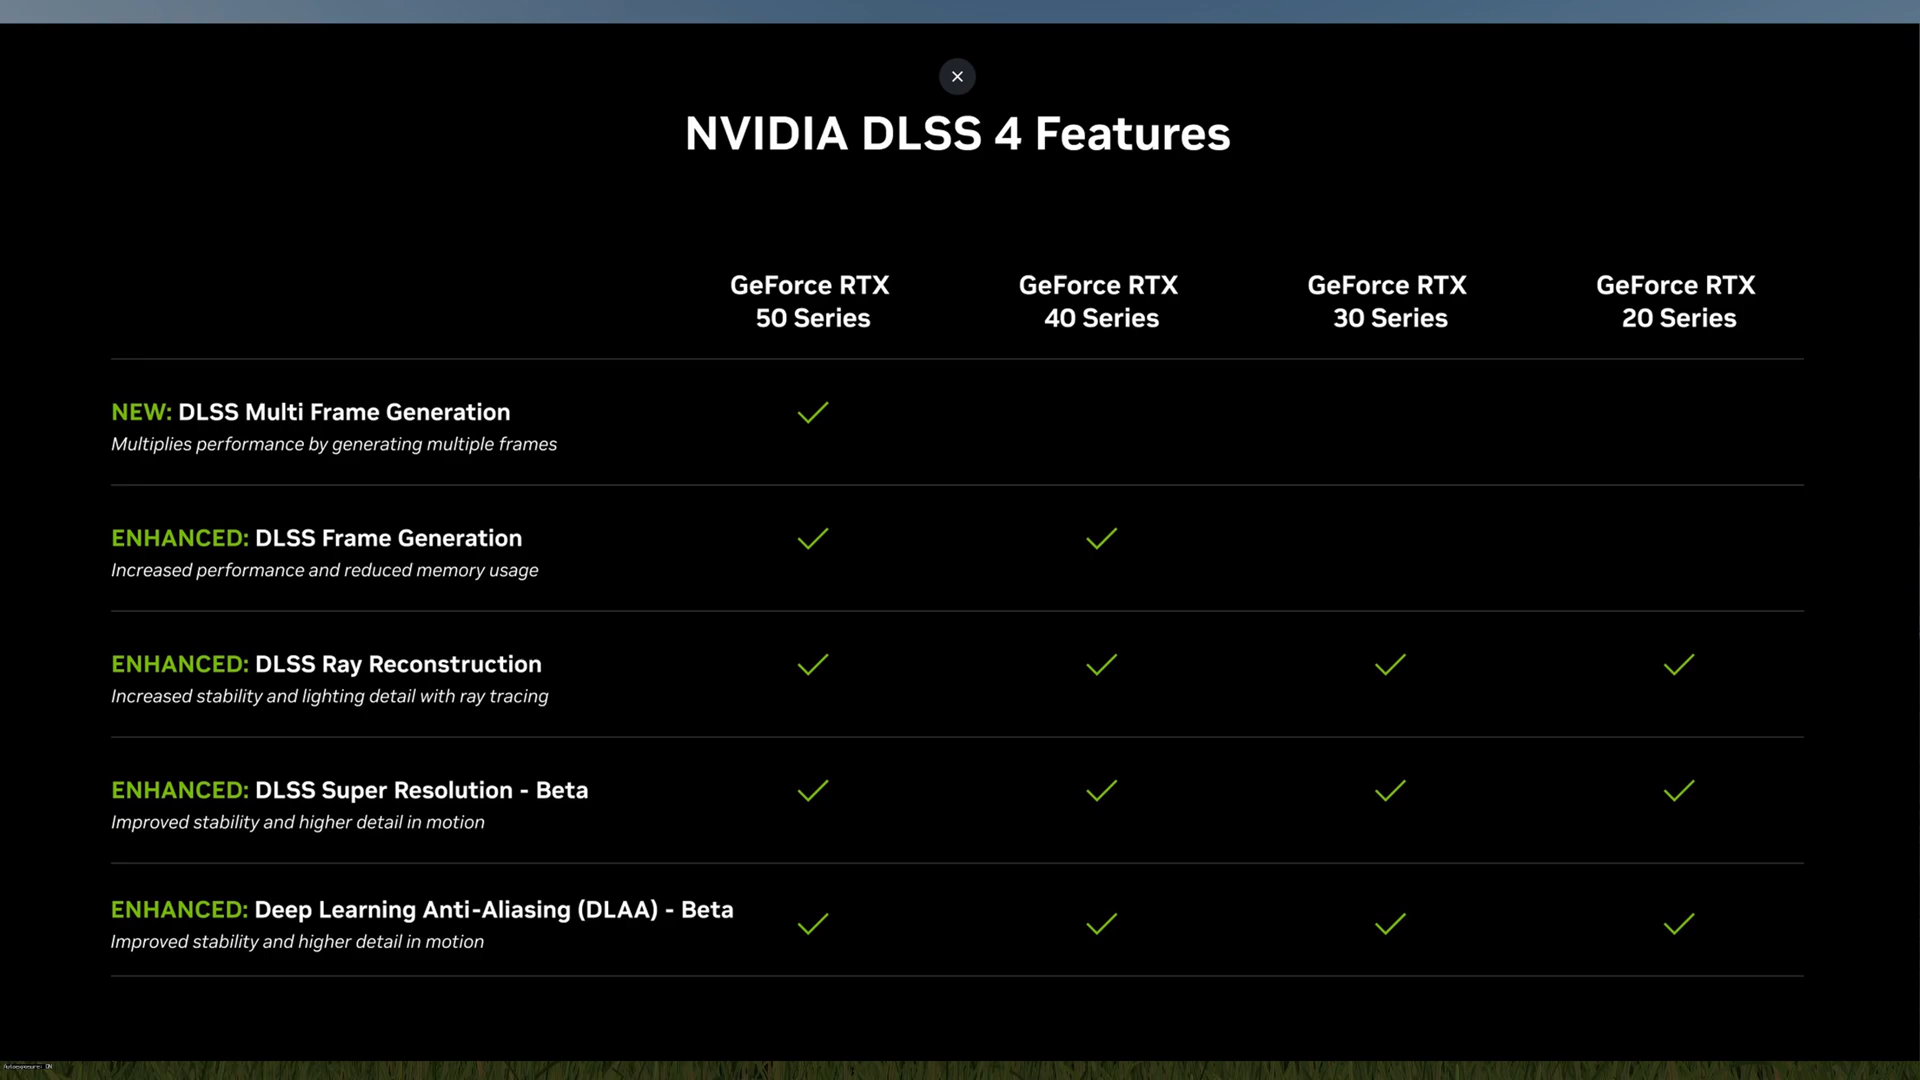 NVIDIA DLSS 4 Features
GeForce RTX
50 Series
GeForce RTX
40 Series
GeForce RTX
30 Series
GeForce RTX
20 Series
NEW: DLSS Multi Frame Generation
Multiplies performance by generating multiple frames
ENHANCED: DLSS Frame Generation
Increased performance and reduced memory usage
ENHANCED: DLSS Ray Reconstruction
Increased stability and lighting detail with ray tracing
ENHANCED: DLSS Super Resolution - Beta
Improved stability and higher detail in motion
ENHANCED: Deep Learning Anti-Aliasing (DLAA) - Beta
Improved stability and higher detail in motion
Autoexposure: ON